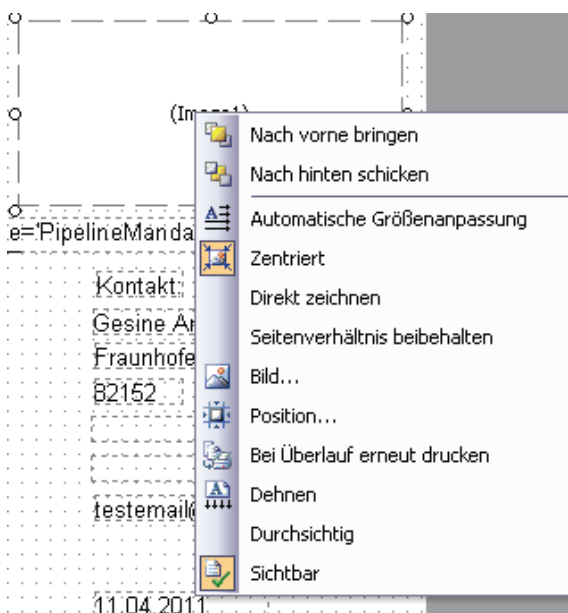 (Image1)
Nach vorne bringen
Nach hinten schicken
Automatische Größenanpassung
Zentriert
Direkt zeichnen
Seitenverhältnis beibehalten
Bild...
Position...
Bei Überlauf erneut drucken
Dehnen
Durchsichtig
Sichtbar
e='PipelineManda
Kontakt:
Gesine Ar
Fraunhofe
82152
testemail
11.04.2011